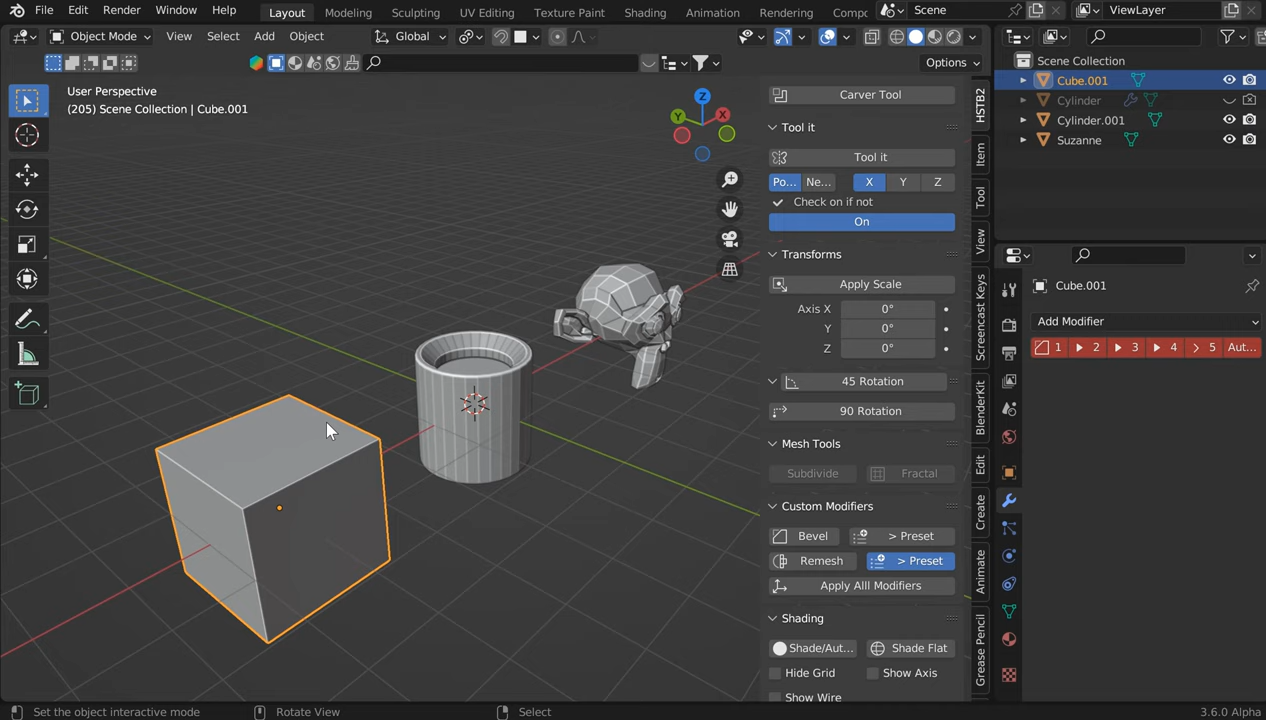 File Edit Render Window Help Layout Modeling Sculpting UV Editing Texture Paint Shading Animation Rendering Compo Scene ViewLayer
Object Mode View Select Add Object Global
Options
User Perspective
(205) Scene Collection | Cube.001
Z
Y
X
Carver Tool
Tool it
Tool it
Po... Ne... X Y Z
Check on if not
On
Transforms
Apply Scale
Axis X 0°
Y 0°
Z 0°
45 Rotation
90 Rotation
Mesh Tools
Subdivide Fractal
Custom Modifiers
Bevel > Preset
Remesh > Preset
Apply Alll Modifiers
Shading
Shade/Aut... Shade Flat
Hide Grid Show Axis
Show Wire
HSTB2
Item
Tool
View
Screencast Keys
BlenderKit
Edit
Create
Animate
Grease Pencil
Scene Collection
Cube.001
Cylinder
Cylinder.001
Suzanne
Cube.001
Add Modifier
1 2 3 4 5 Aut...
Set the object interactive mode Rotate View Select 3.6.0 Alpha